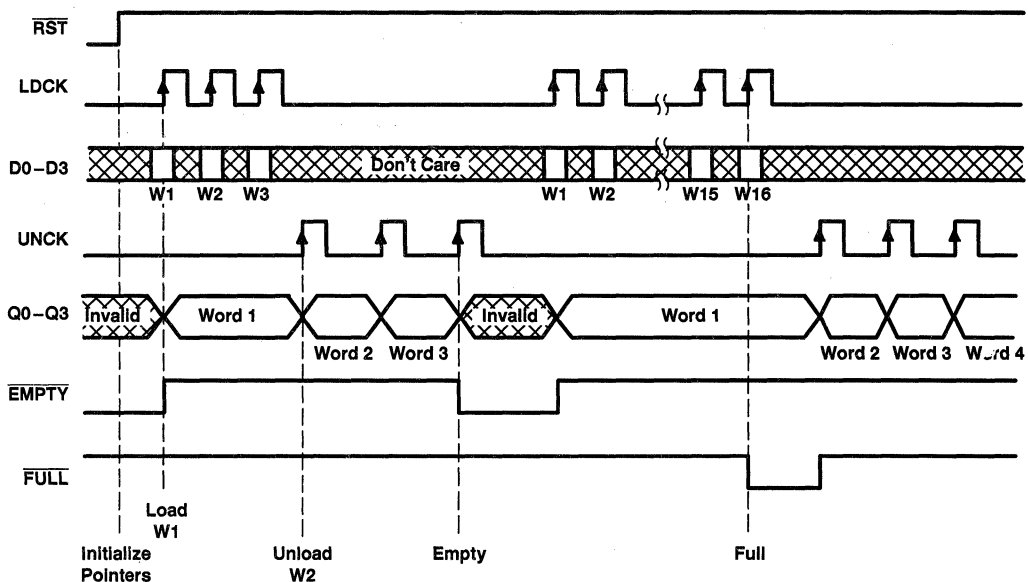 RST
LDCK
D0–D3
Don't Care
W1 W2 W3 W1 W2 W15 W16
UNCK
Q0–Q3
Invalid Word 1 Invalid Word 1
Word 2 Word 3 Word 2 Word 3 4
EMPTY
FULL
Load
W1
Initialize
Pointers
Unload
W2
Empty
Full